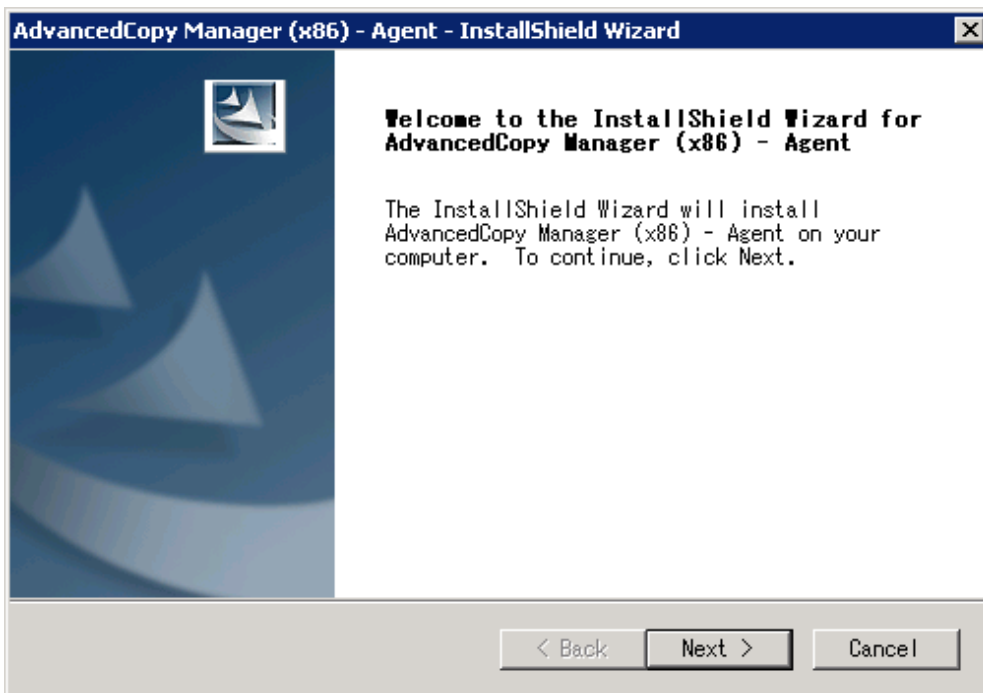 AdvancedCopy Manager (x86) - Agent - InstallShield Wizard
Welcome to the InstallShield Wizard for
AdvancedCopy Manager (x86) - Agent
The InstallShield Wizard will install
AdvancedCopy Manager (x86) - Agent on your
computer.  To continue, click Next.
< Back   Next >   Cancel